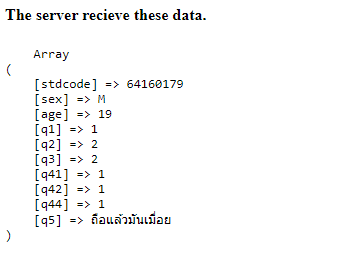 The server recieve these data.
Array
(
[stdcode] => 64160179
[sex] => M
[age] => 19
[q1] => 1
[q2] => 2
[q3] => 2
[q41] => 1
[q42] => 1
[q44] => 1
[q5] => ถือแล้วมันเมื่อย
)